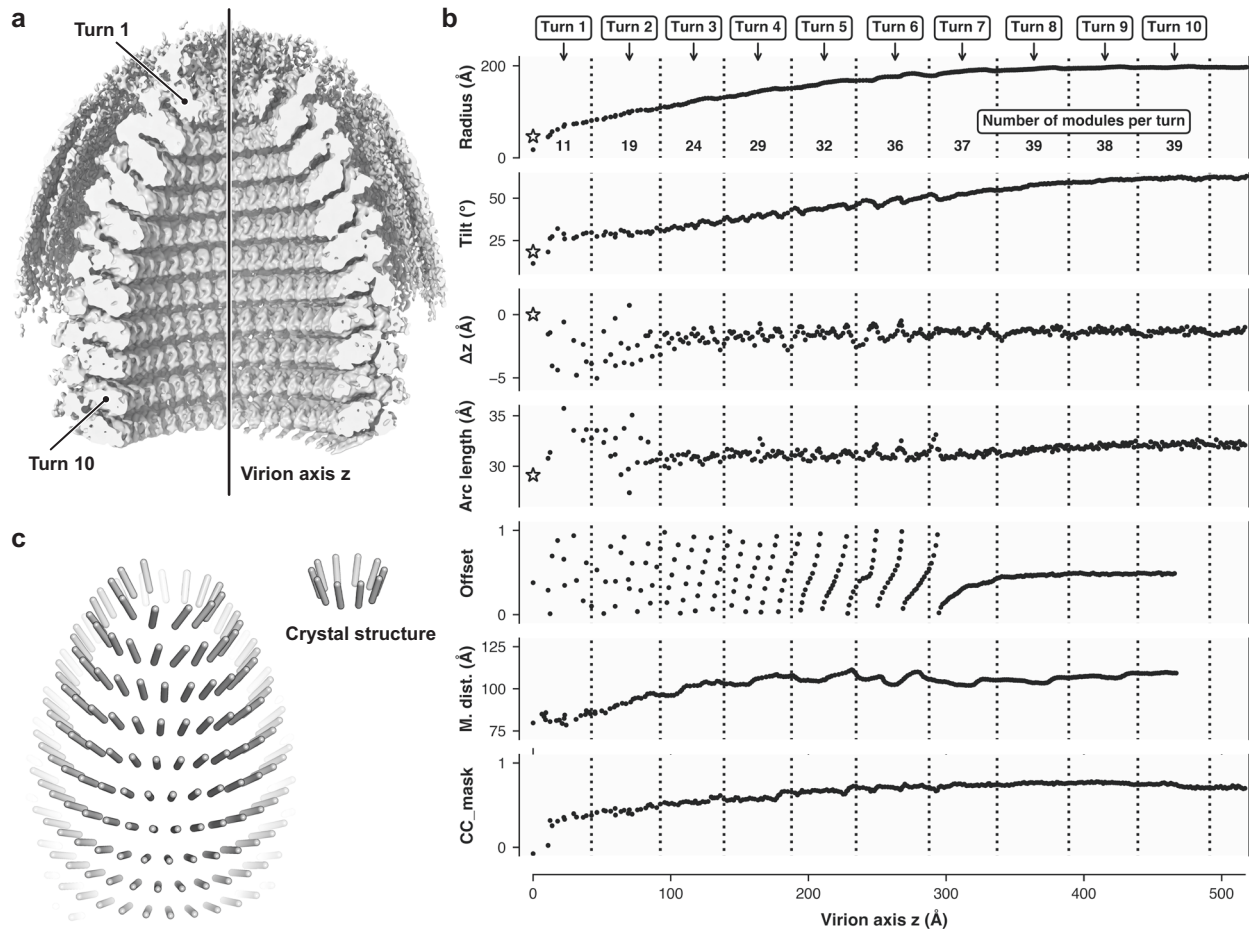 a
Turn 1
Turn 10
Virion axis z
c
Crystal structure
b
Turn 1 Turn 2 Turn 3 Turn 4 Turn 5 Turn 6 Turn 7 Turn 8 Turn 9 Turn 10
Radius (Å)
200
0
Number of modules per turn
11 19 24 29 32 36 37 39 38 39
Tilt (°)
50
25
Δz (Å)
0
−5
Arc length (Å)
35
30
Offset
1
0
M. dist. (Å)
125
100
75
CC_mask
1
0
0 100 200 300 400 500
Virion axis z (Å)